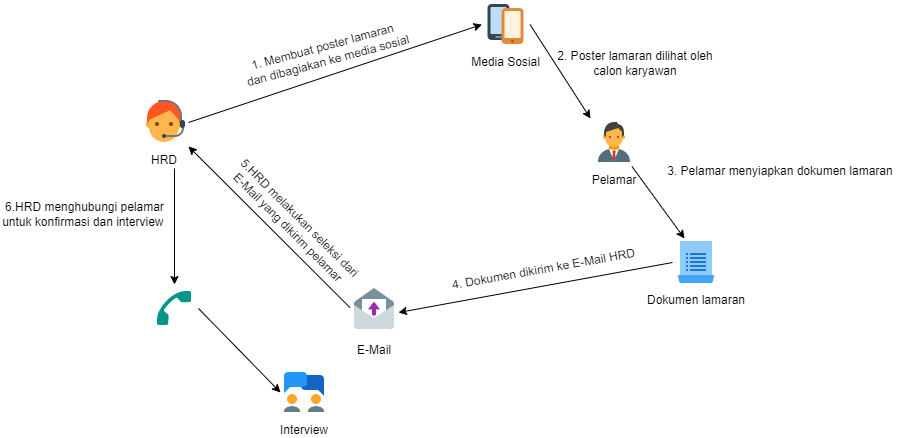 1. Membuat poster lamaran
dan dibagiakan ke media sosial
Media Sosial
2. Poster lamaran dilihat oleh
calon karyawan
HRD
Pelamar
3. Pelamar menyiapkan dokumen lamaran
5.HRD melakukan seleksi dari
E-Mail yang dikirim pelamar
6.HRD menghubungi pelamar
untuk konfirmasi dan interview
4. Dokumen dikirim ke E-Mail HRD
Dokumen lamaran
E-Mail
Interview